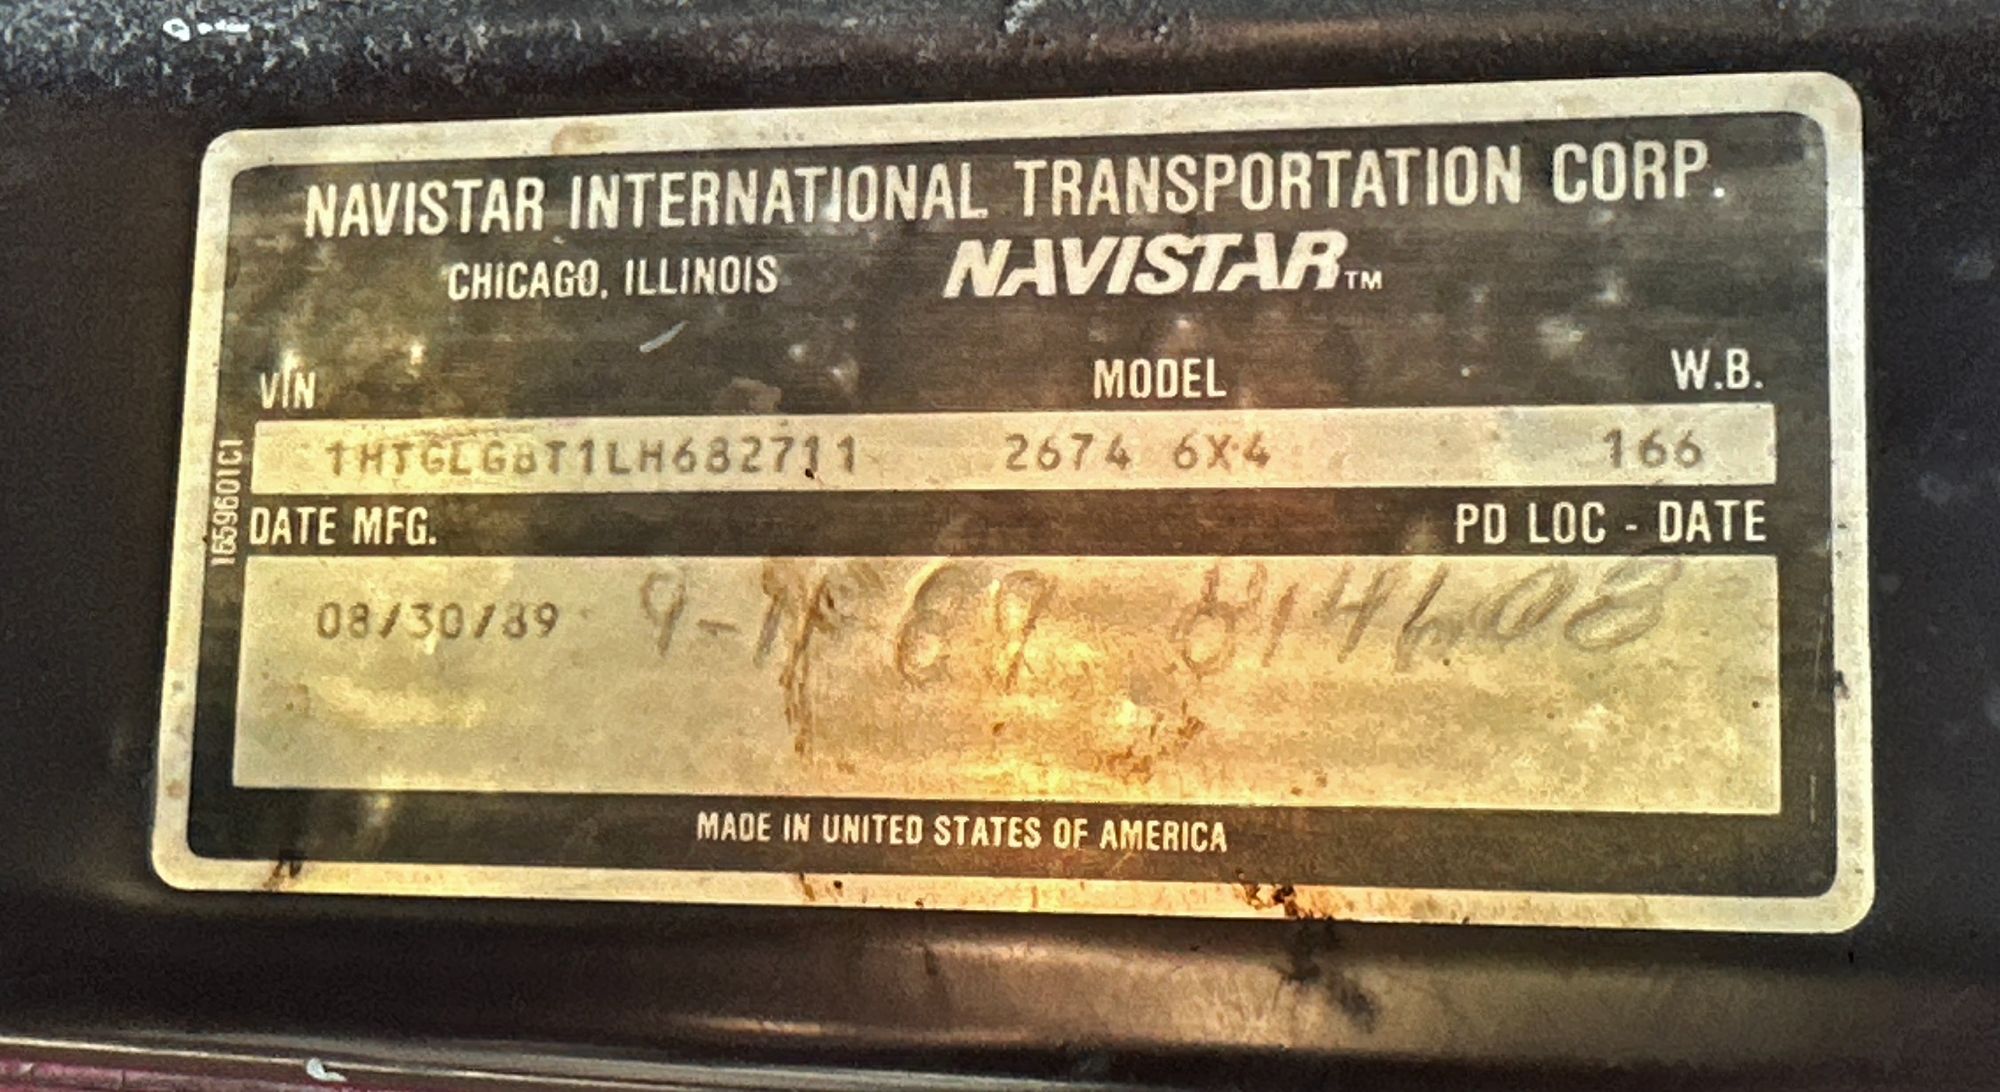 NAVISTAR INTERNATIONAL TRANSPORTATION CORP.
CHICAGO, ILLINOIS NAVISTAR™
VIN MODEL W.B.
1HTGLGBT1LH682711 2674 6X4 166
1659601C1
DATE MFG. PD LOC - DATE
08/30/89
MADE IN UNITED STATES OF AMERICA